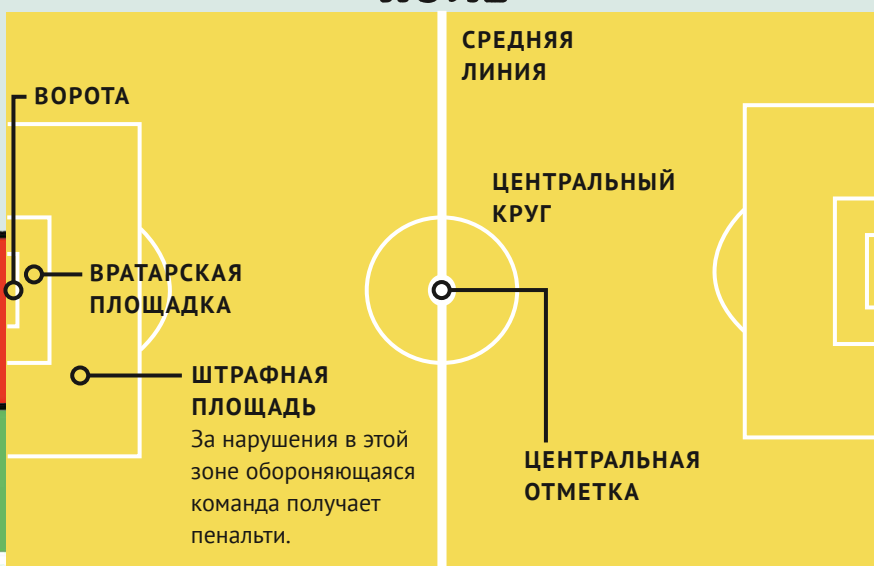 СРЕДНЯЯ
ЛИНИЯ
ВОРОТА
ЦЕНТРАЛЬНЫЙ
КРУГ
ВРАТАРСКАЯ
ПЛОЩАДКА
ШТРАФНАЯ
ПЛОЩАДЬ
За нарушения в этой
зоне обороняющаяся
команда получает
пенальти.
ЦЕНТРАЛЬНАЯ
ОТМЕТКА